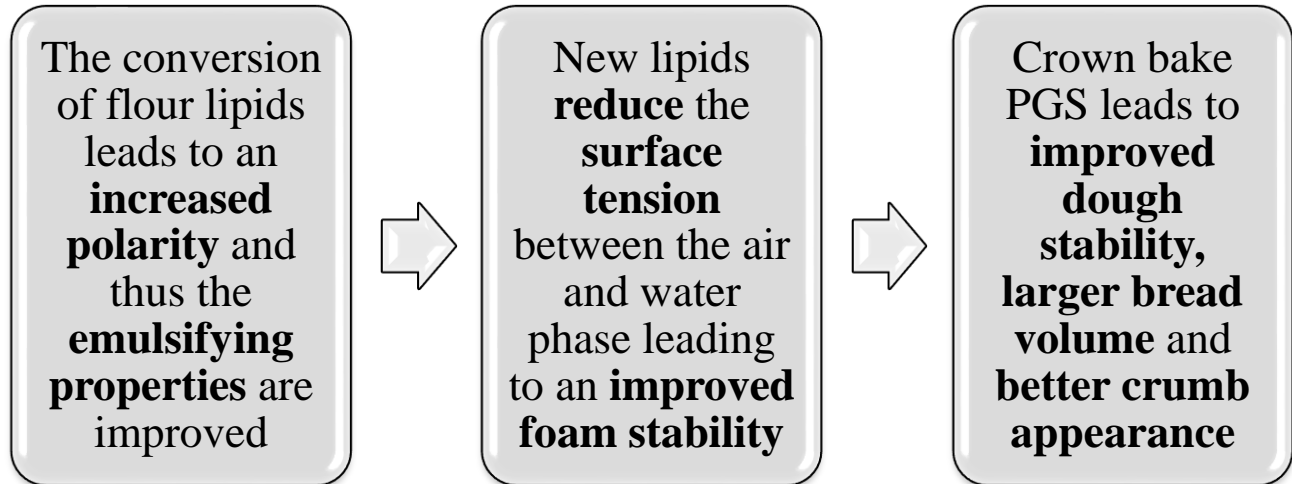 The conversion
of flour lipids
leads to an
increased
polarity and
thus the
emulsifying
properties are
improved
New lipids
reduce the
surface
tension
between the air
and water
phase leading
to an improved
foam stability
Crown bake
PGS leads to
improved
dough
stability,
larger bread
volume and
better crumb
appearance